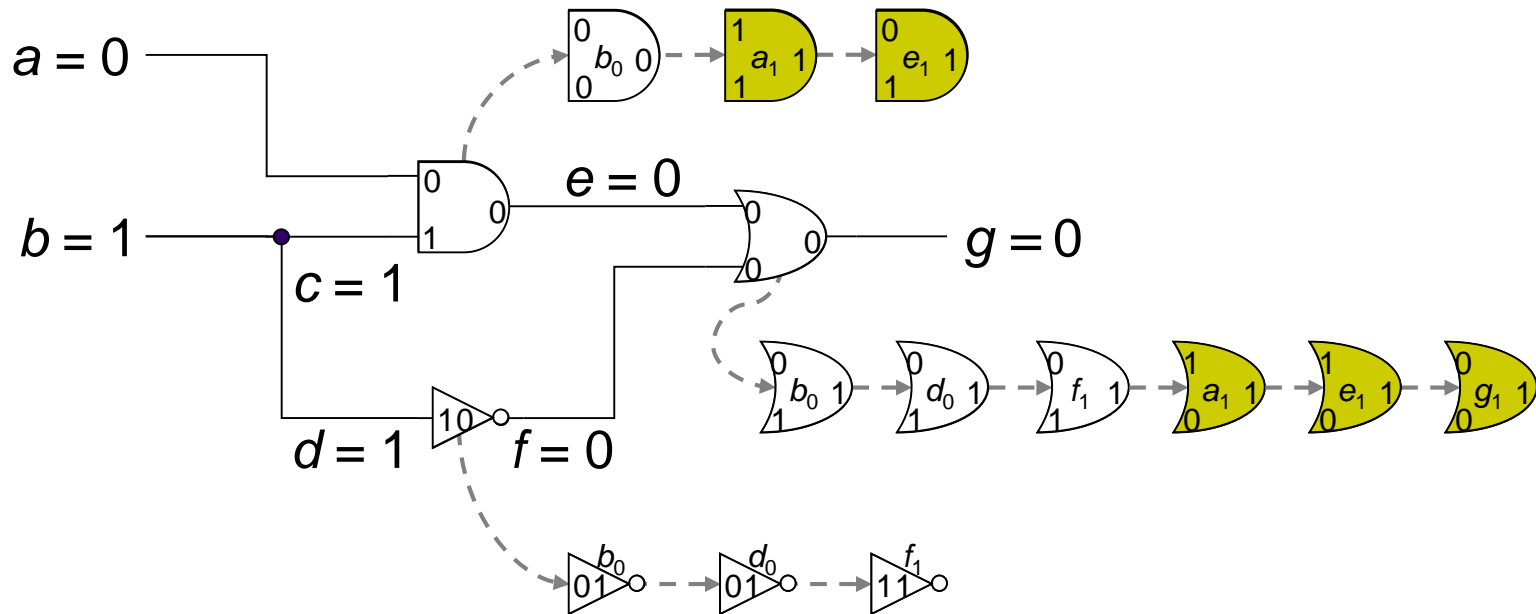 0 b₀ 0 0
1 a₁ 1 1
0 e₁ 1 1
a = 0
0 0 1
e = 0
b = 1
c = 1
0 0 0
g = 0
0 b₀ 1 1
0 d₀ 1 1
0 f₁ 1 1
1 a₁ 1 0
1 e₁ 1 0
0 g₁ 1 0
10
d = 1
f = 0
b₀
01
d₀
01
f₁
11